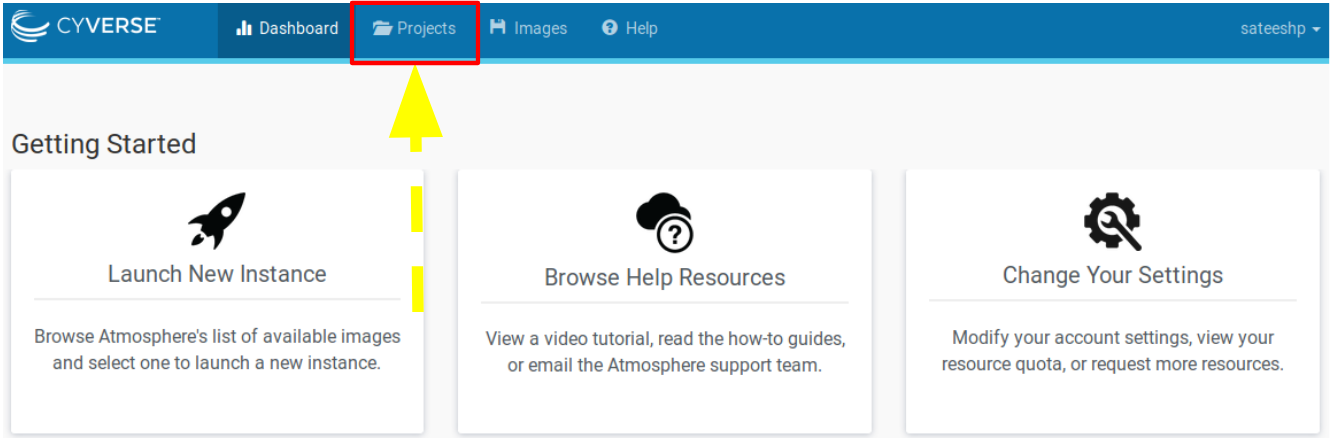 CYVERSE Dashboard Projects Images Help sateeshp
Getting Started
Launch New Instance
Browse Atmosphere's list of available images
and select one to launch a new instance.
Browse Help Resources
View a video tutorial, read the how-to guides,
or email the Atmosphere support team.
Change Your Settings
Modify your account settings, view your
resource quota, or request more resources.